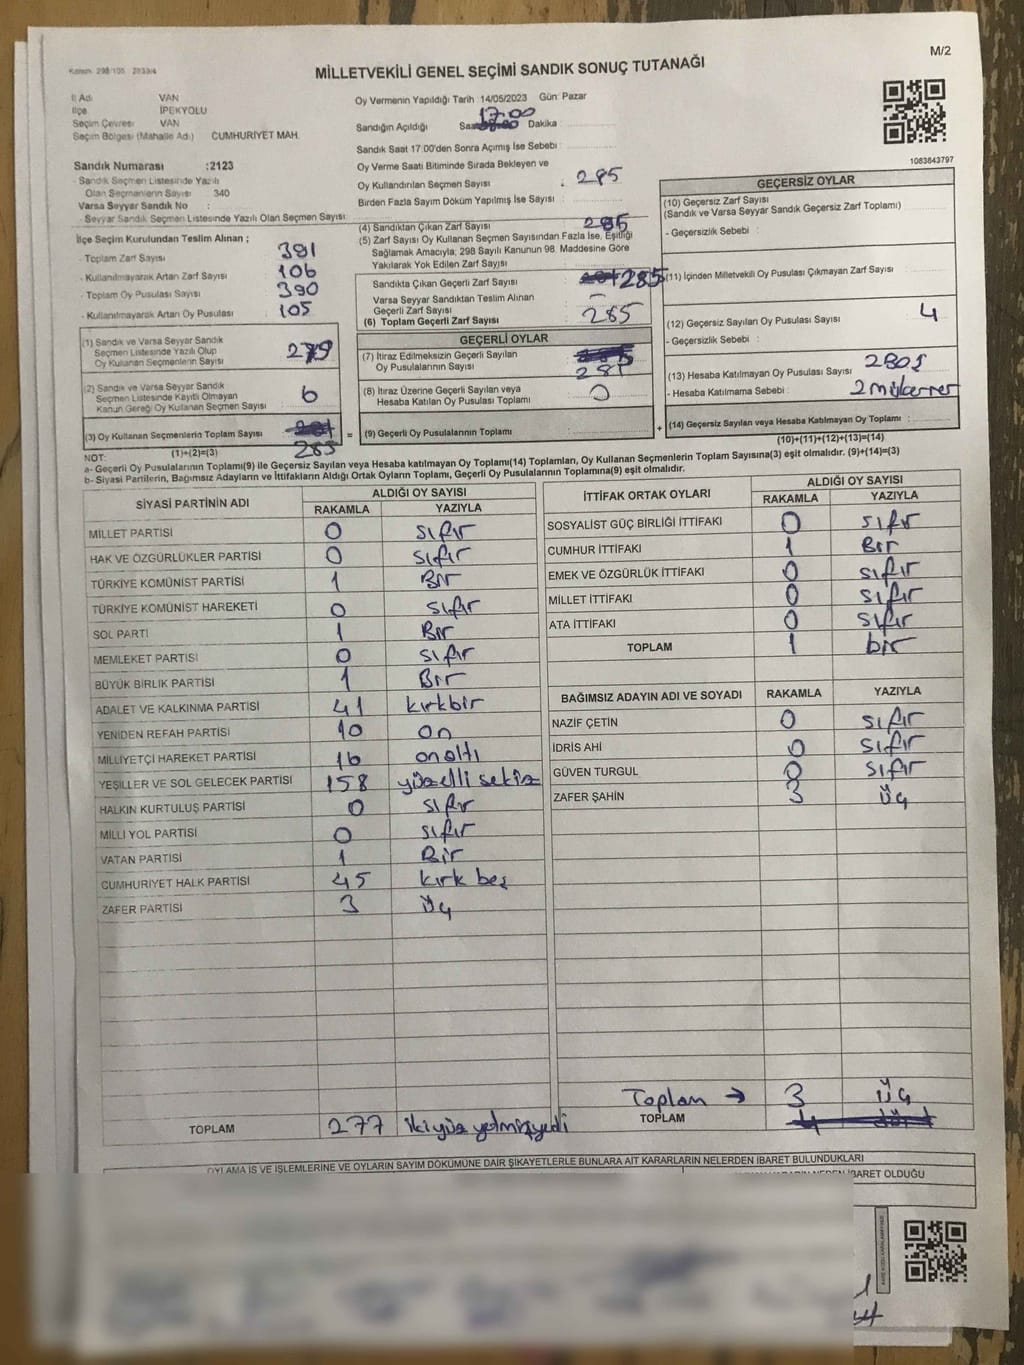 M/2
Kanun 298/105
MİLLETVEKİLİ GENEL SEÇİMİ SANDIK SONUÇ TUTANAĞI
İl Adı VAN
İlçe İPEKYOLU
Seçim Çevresi VAN
Seçim Bölgesi (Mahalle Adı) CUMHURİYET MAH.
Sandık Numarası :2123
- Sandık Seçmen Listesinde Yazılı
Olan Seçmenlerin Sayısı 340
Varsa Seyyar Sandık No :
- Seyyar Sandık Listesinde Yazılı Olan Seçmen Sayısı:
İlçe Seçim Kurulundan Teslim Alınan ;
- Toplam Zarf Sayısı 391
- Kullanılmayarak Artan Zarf Sayısı 106
- Toplam Oy Pusulası Sayısı 390
- Kullanılmayarak Artan Oy Pusulası 105
(1) Sandık ve Varsa Seyyar Sandık
Seçmen Listesinde Yazılı Olup
Oy Kullanan Seçmenlerin Sayısı 279
(2) Sandık ve Varsa Seyyar Sandık
Seçmen Listesinde Kayıtlı Olmayan
Kanun Gereği Oy Kullanan Seçmen Sayısı 6
(3) Oy Kullanan Seçmenlerin Toplam Sayısı 285
(1)+(2)=(3)
Oy Vermenin Yapıldığı Tarih :14/05/2023 Gün: Pazar
Sandığın Açıldığı Saat 17:00 Dakika :
Sandık Saat 17:00'den Sonra Açımış İse Sebebi :
Oy Verme Saati Bitiminde Sırada Bekleyen ve
Oy Kullandırılan Seçmen Sayısı : 285
Birden Fazla Sayım Döküm Yapılmış İse Sayısı :
(4) Sandıktan Çıkan Zarf Sayısı 285
(5) Zarf Sayısı Oy Kullanan Seçmen Sayısından Fazla İse, Eşitliği
Sağlamak Amacıyla; 298 Sayılı Kanunun 98. Maddesine Göre
Yakılarak Yok Edilen Zarf Sayısı
Sandıkta Çıkan Geçerli Zarf Sayısı 285
Varsa Seyyar Sandıktan Teslim Alınan
Geçerli Zarf Sayısı —
(6) Toplam Geçerli Zarf Sayısı 285
GEÇERLİ OYLAR
(7) İtiraz Edilmeksizin Geçerli Sayılan
Oy Pusulalarının Sayısı 281
(8) İtiraz Üzerine Geçerli Sayılan veya
Hesaba Katılan Oy Pusulası Toplamı 0
= (9) Geçerli Oy Pusulalarının Toplamı +
1083843797
GEÇERSİZ OYLAR
(10) Geçersiz Zarf Sayısı
(Sandık ve Varsa Seyyar Sandık Geçersiz Zarf Toplamı)
- Geçersizlik Sebebi :
(11) İçinden Milletvekili Oy Pusulası Çıkmayan Zarf Sayısı
(12) Geçersiz Sayılan Oy Pusulası Sayısı 4
- Geçersizlik Sebebi :
(13) Hesaba Katılmayan Oy Pusulası Sayısı
- Hesaba Katılmama Sebebi : 2 mükerrer
(14) Geçersiz Sayılan veya Hesaba Katılmayan Oy Toplamı :
(10)+(11)+(12)+(13)=(14)
NOT:
a- Geçerli Oy Pusulalarının Toplamı(9) ile Geçersiz Sayılan veya Hesaba katılmayan Oy Toplamı(14) Toplamları, Oy Kullanan Seçmenlerin Toplam Sayısına(3) eşit olmalıdır. (9)+(14)=(3)
b- Siyasi Partilerin, Bağımsız Adayların ve İttifakların Aldığı Ortak Oyların Toplamı, Geçerli Oy Pusulalarının Toplamına(9) eşit olmalıdır.
SİYASİ PARTİNİN ADI ALDIĞI OY SAYISI
RAKAMLA YAZIYLA
MİLLET PARTİSİ 0 sıfır
HAK VE ÖZGÜRLÜKLER PARTİSİ 0 sıfır
TÜRKİYE KOMÜNİST PARTİSİ 1 Bir
TÜRKİYE KOMÜNİST HAREKETİ 0 sıfır
SOL PARTİ 1 Bir
MEMLEKET PARTİSİ 0 sıfır
BÜYÜK BİRLİK PARTİSİ 1 Bir
ADALET VE KALKINMA PARTİSİ 41 kırkbir
YENİDEN REFAH PARTİSİ 10 on
MİLLİYETÇİ HAREKET PARTİSİ 16 onaltı
YEŞİLLER VE SOL GELECEK PARTİSİ 158 yüzelli sekiz
HALKIN KURTULUŞ PARTİSİ 0 sıfır
MİLLİ YOL PARTİSİ 0 sıfır
VATAN PARTİSİ 1 Bir
CUMHURİYET HALK PARTİSİ 45 kırk beş
ZAFER PARTİSİ 3 üç
TOPLAM 277 ikiyüz yetmişyedi
İTTİFAK ORTAK OYLARI ALDIĞI OY SAYISI
RAKAMLA YAZIYLA
SOSYALİST GÜÇ BİRLİĞİ İTTİFAKI 0 sıfır
CUMHUR İTTİFAKI 1 Bir
EMEK VE ÖZGÜRLÜK İTTİFAKI 0 sıfır
MİLLET İTTİFAKI 0 sıfır
ATA İTTİFAKI 0 sıfır
TOPLAM 1 bir
BAĞIMSIZ ADAYIN ADI VE SOYADI RAKAMLA YAZIYLA
NAZİF ÇETİN 0 sıfır
İDRİS AHİ 0 sıfır
GÜVEN TURGUL 0 sıfır
ZAFER ŞAHİN 3 üç
Toplam → 3 üç
TOPLAM 4 dört
OYLAMA İŞ VE İŞLEMLERİNE VE OYLARIN SAYIM DÖKÜMÜNE DAİR ŞİKAYETLERLE BUNLARA AİT KARARLARIN NELERDEN İBARET BULUNDUKLARI
KARARIN NEDEN İBARET OLDUĞU